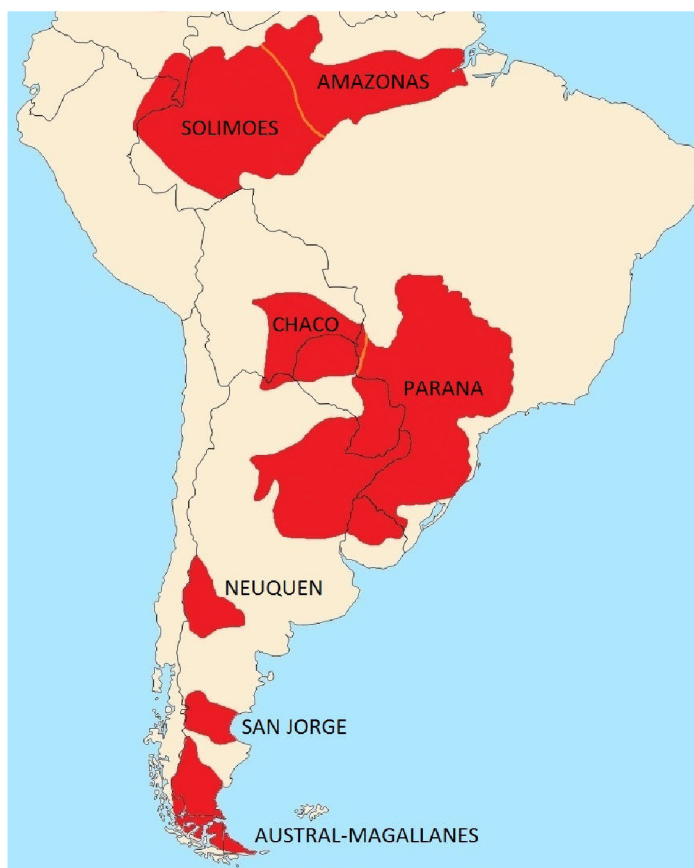 AMAZONAS
SOLIMOES
CHACO
PARANA
NEUQUEN
SAN JORGE
AUSTRAL-MAGALLANES